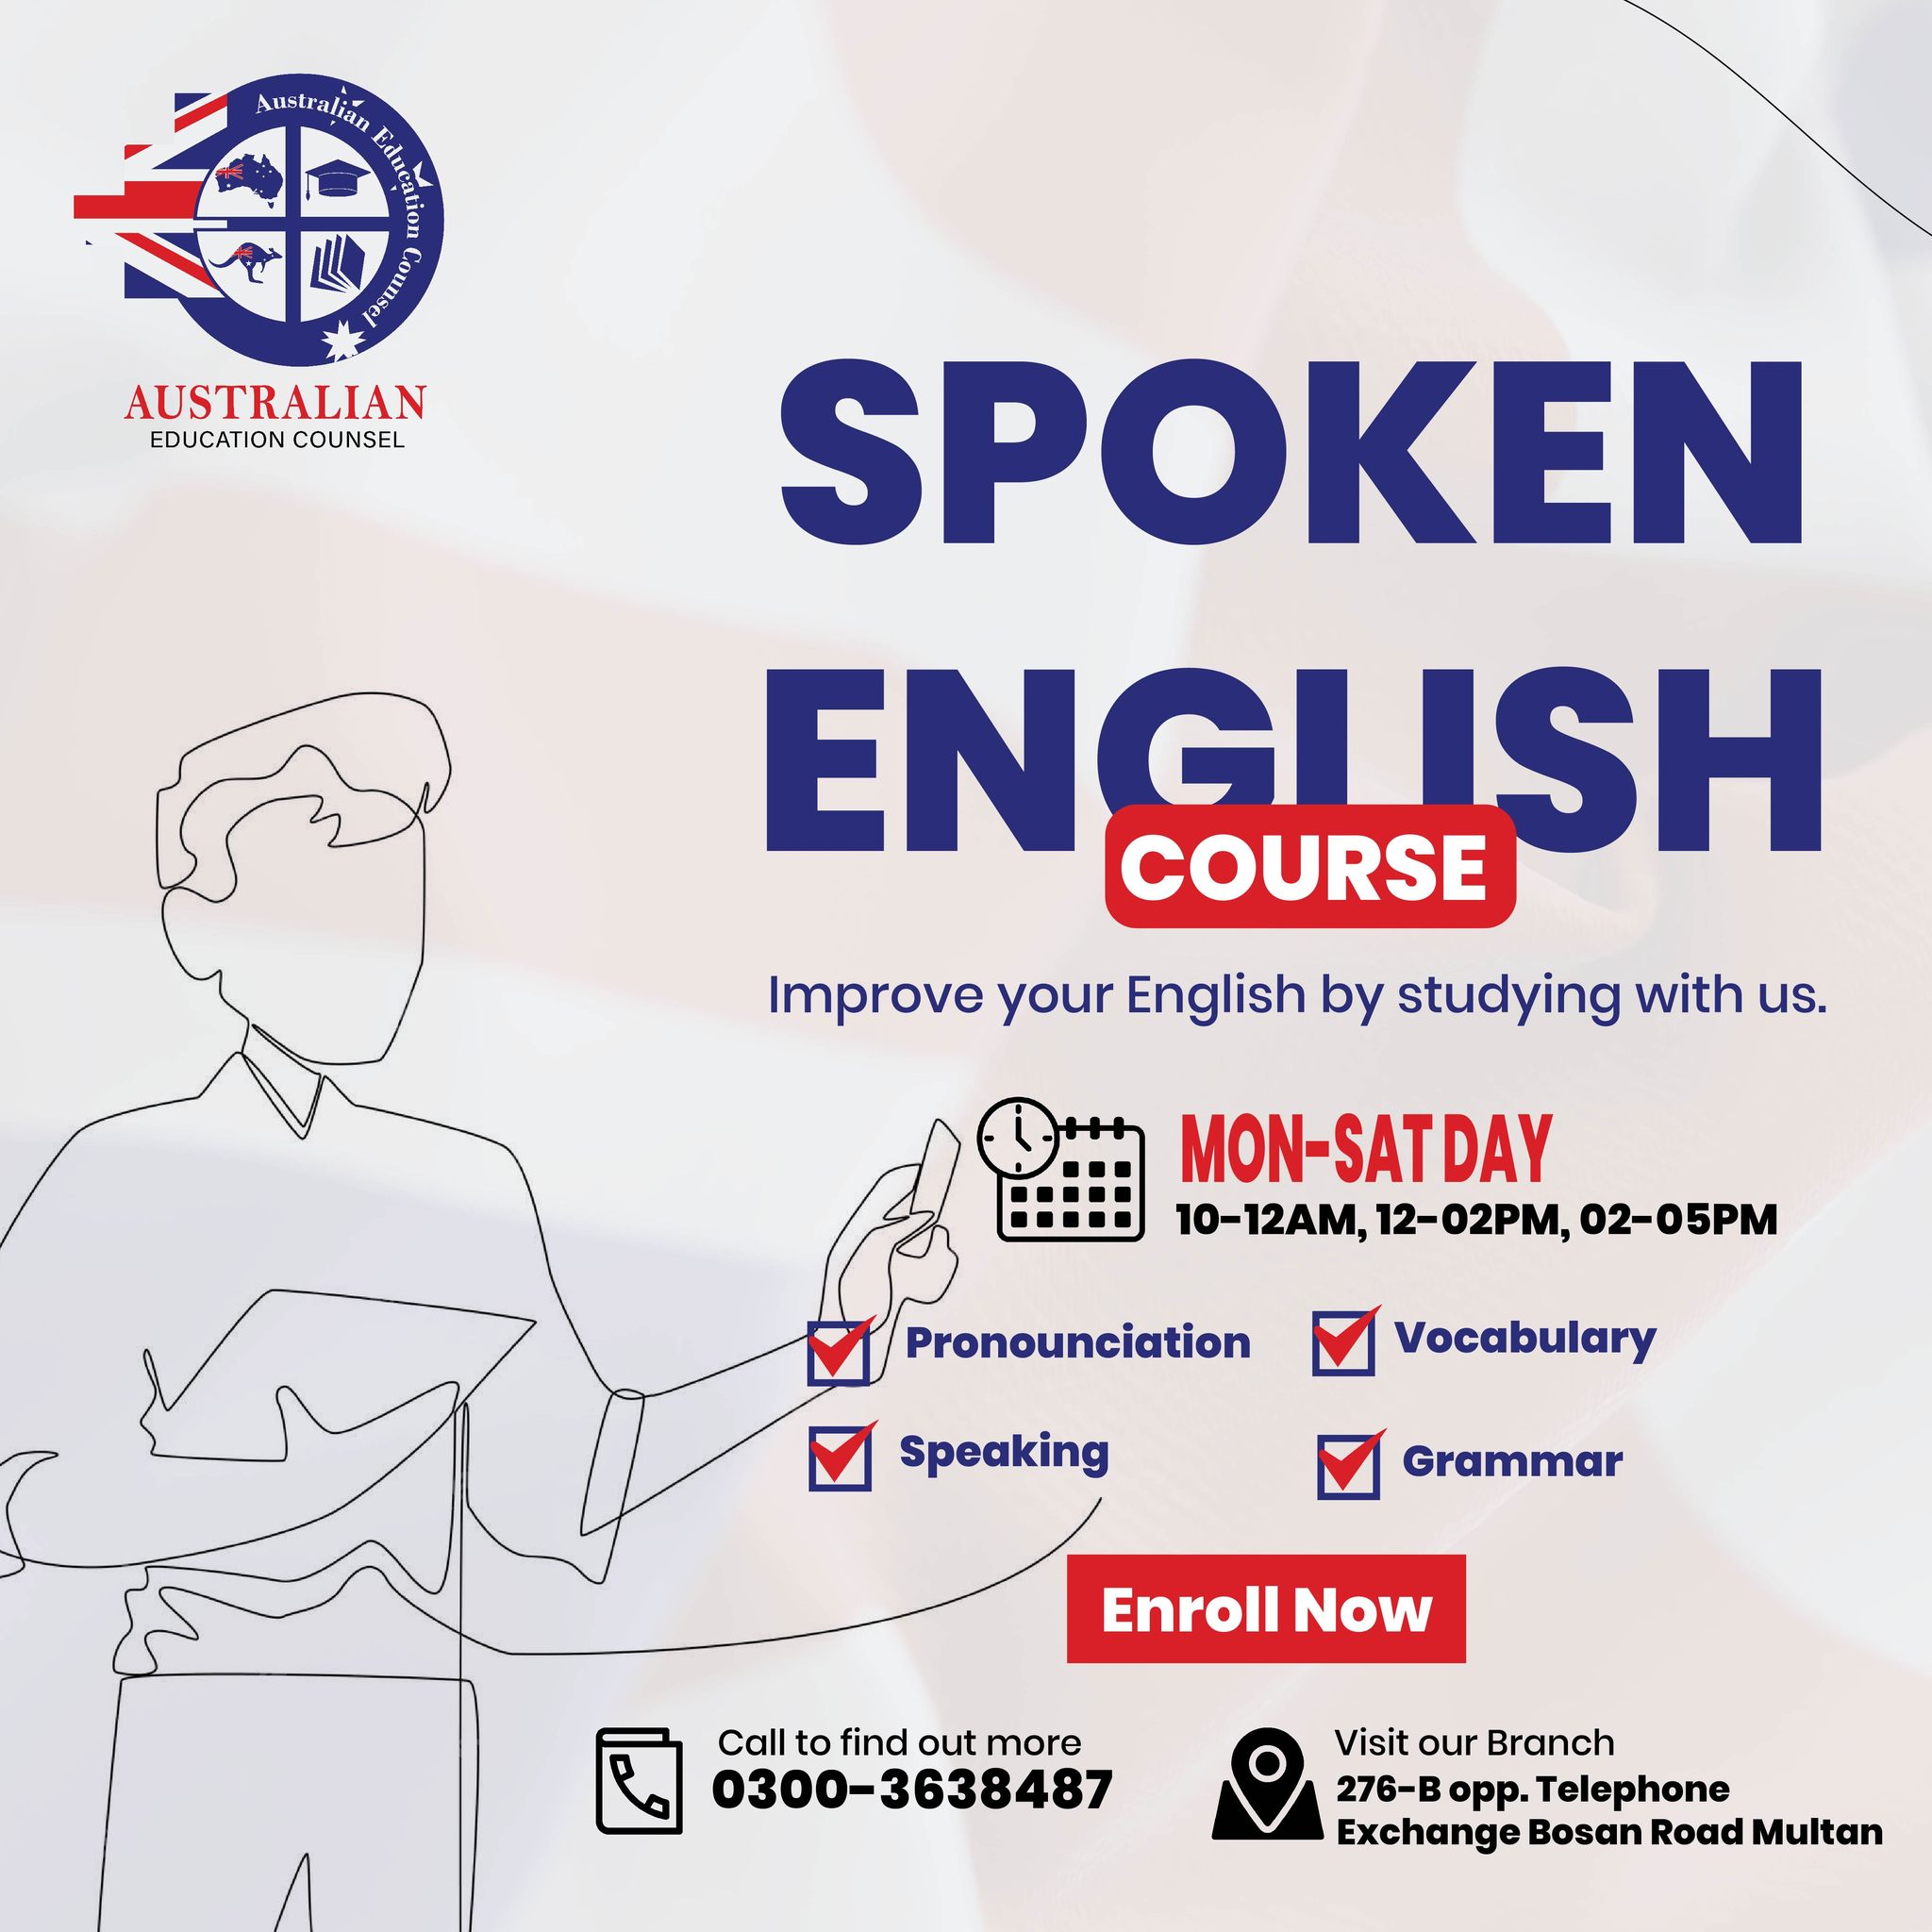 Australian Education Counsel
AUSTRALIAN
EDUCATION COUNSEL
SPOKEN
ENGLISH
COURSE
Improve your English by studying with us.
MON-SATDAY
10-12AM, 12-02PM, 02-05PM
Pronounciation
Vocabulary
Speaking
Grammar
Enroll Now
Call to find out more
0300-3638487
Visit our Branch
276-B opp. Telephone
Exchange Bosan Road Multan